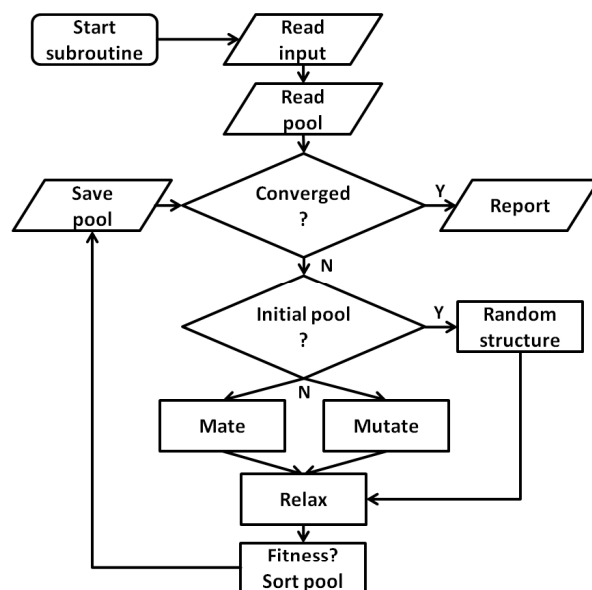 Start
subroutine
Read
input
Read
pool
Save
pool
Converged
?
Y
Report
N
Initial pool
?
Y
Random
structure
N
Mate
Mutate
Relax
Fitness?
Sort pool